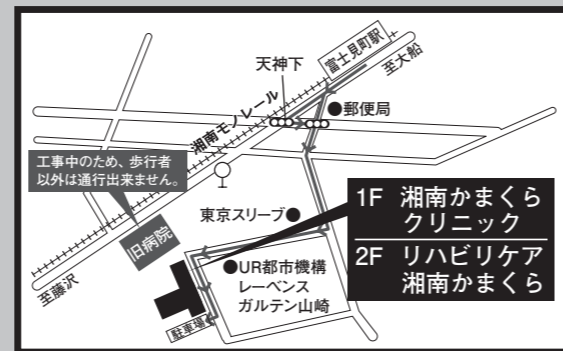 富士見町駅
至大船
天神下
●郵便局
湘南モノレール
工事中のため、歩行者
以外は通行出来ません。
旧病院
至藤沢
東京スリーブ●
1F 湘南かまくら
クリニック
2F リハビリケア
湘南かまくら
●UR都市機構
レーベンス
ガルテン山崎
駐車場